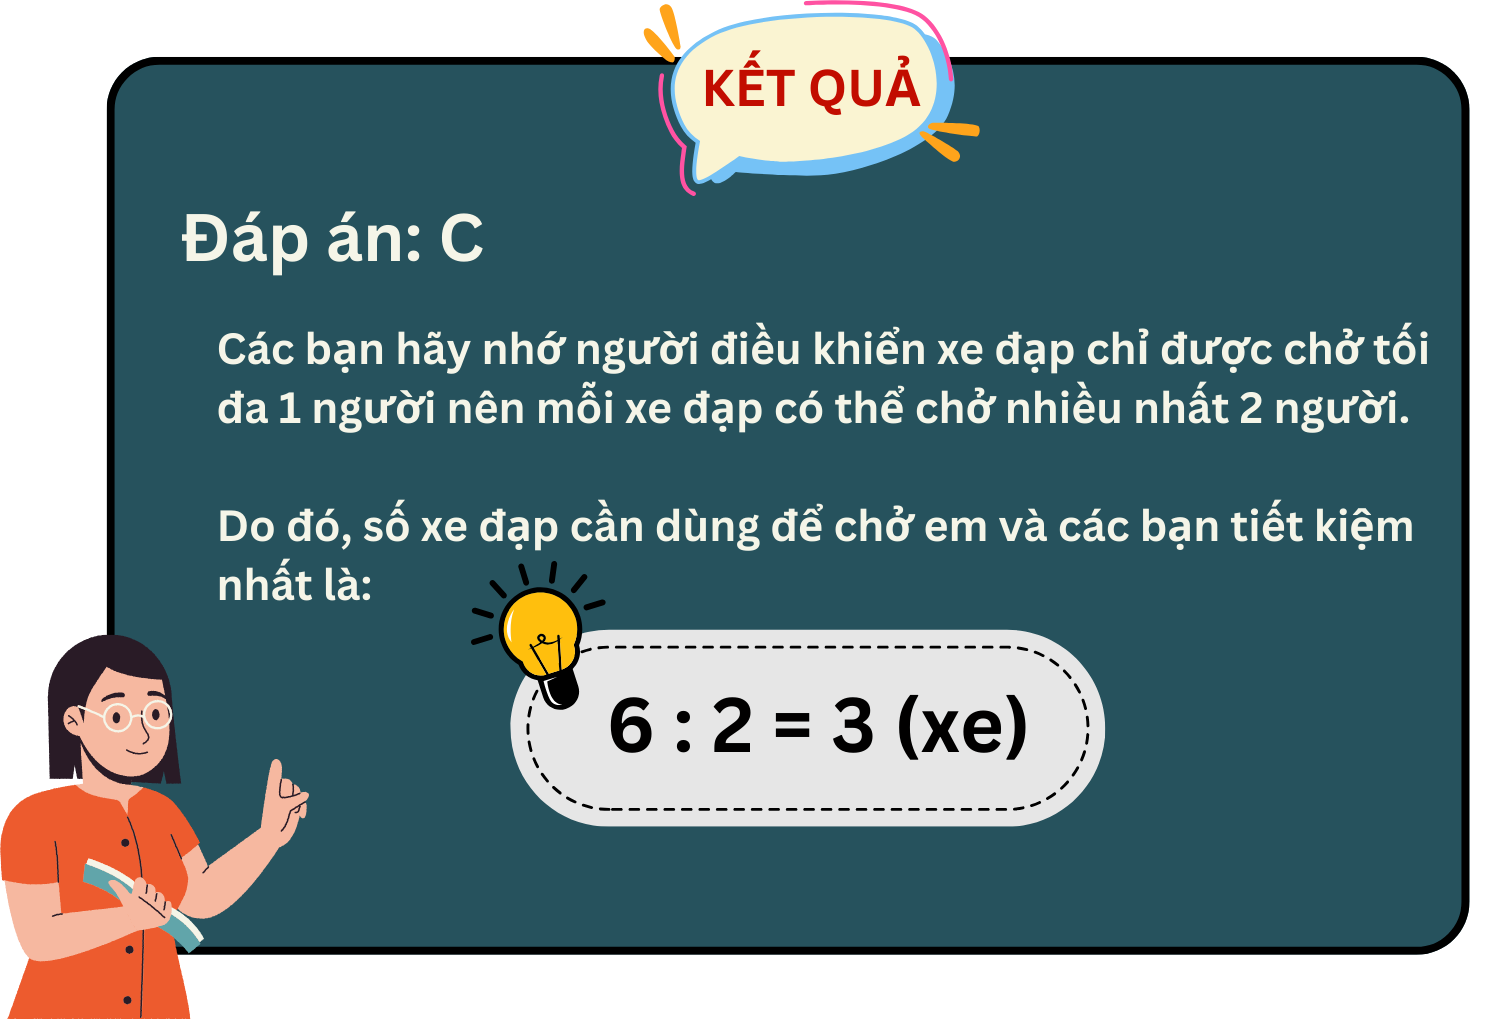 KẾT QUẢ
Đáp án: C
Các bạn hãy nhớ người điều khiển xe đạp chỉ được chở tối
đa 1 người nên mỗi xe đạp có thể chở nhiều nhất 2 người.
Do đó, số xe đạp cần dùng để chở em và các bạn tiết kiệm
nhất là:
6 : 2 = 3 (xe)